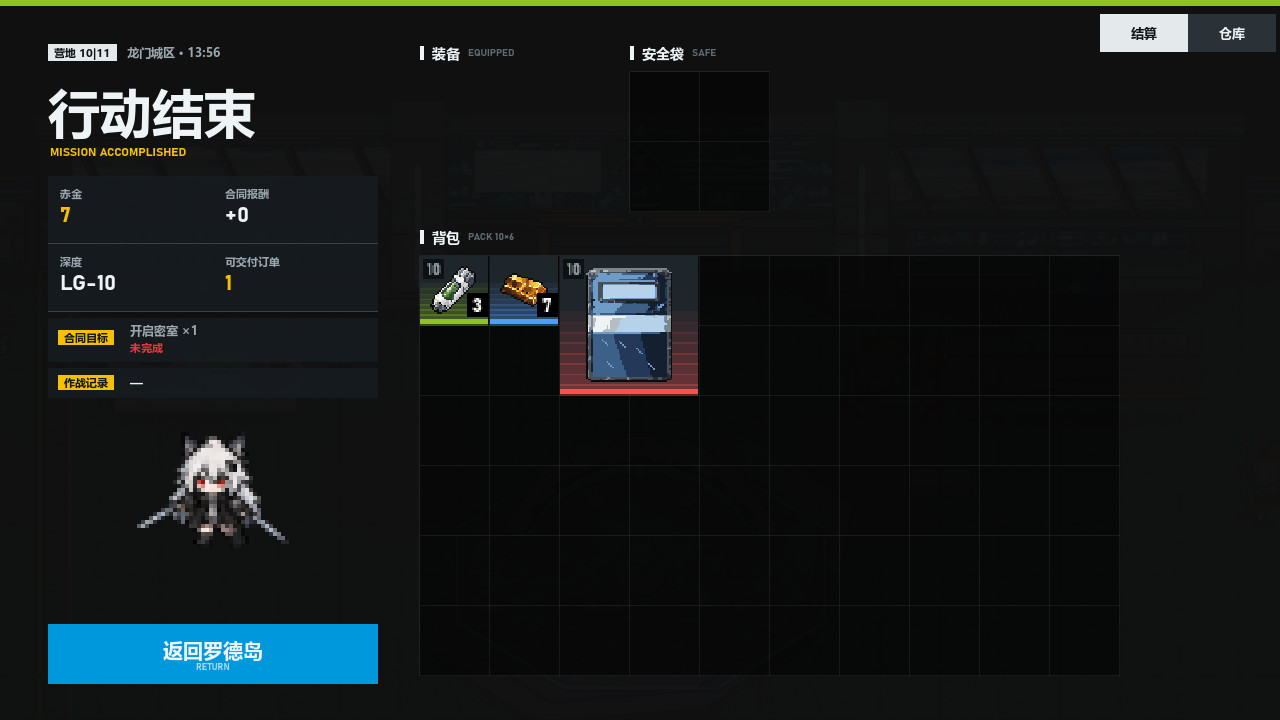 结算
仓库
营地 10|11
龙门城区 • 13:56
行动结束
MISSION ACCOMPLISHED
赤金
7
合同报酬
+0
深度
LG-10
可交付订单
1
合同目标
开启密室 ×1
未完成
作战记录
—
返回罗德岛
RETURN
装备 EQUIPPED
安全袋 SAFE
背包 PACK 10×6
10
3
7
10